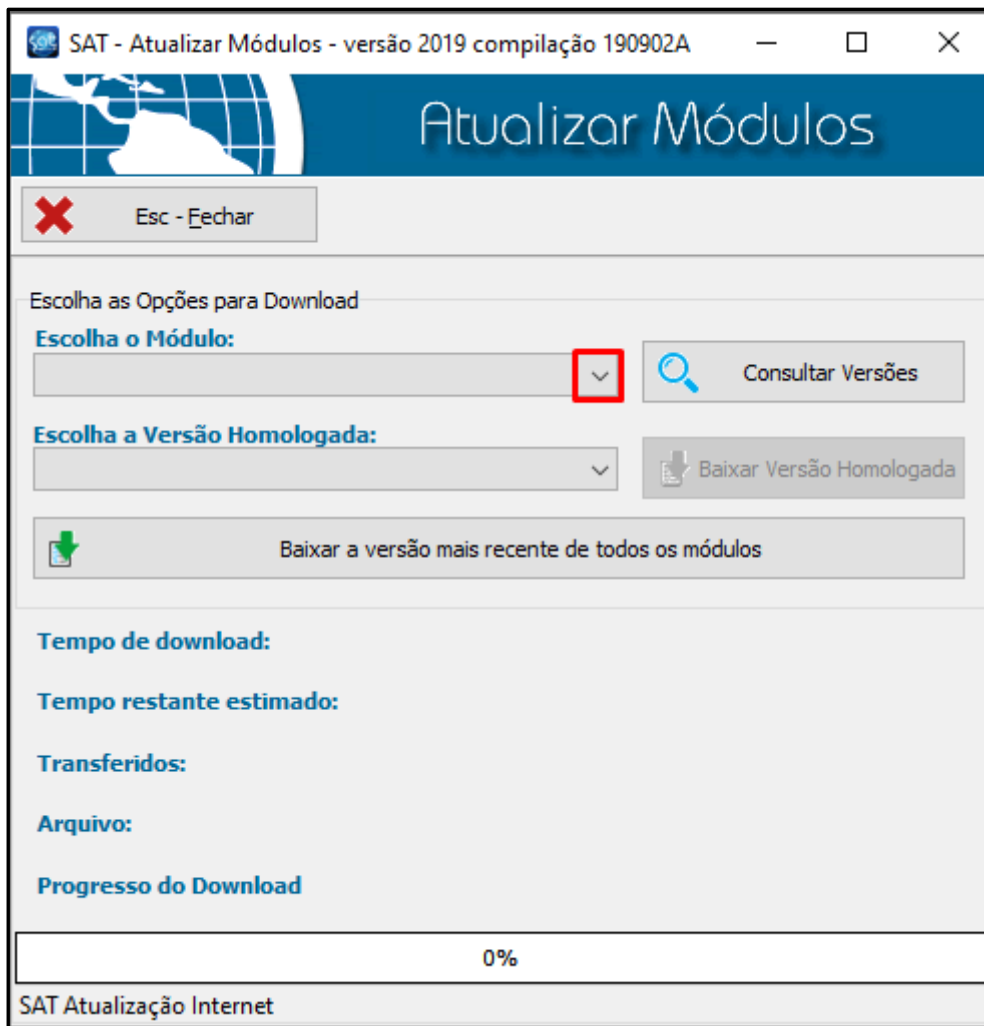 SAT - Atualizar Módulos - versão 2019 compilação 190902A
Atualizar Módulos
Esc - Fechar
Escolha as Opções para Download
Escolha o Módulo:
Consultar Versões
Escolha a Versão Homologada:
Baixar Versão Homologada
Baixar a versão mais recente de todos os módulos
Tempo de download:
Tempo restante estimado:
Transferidos:
Arquivo:
Progresso do Download
0%
SAT Atualização Internet